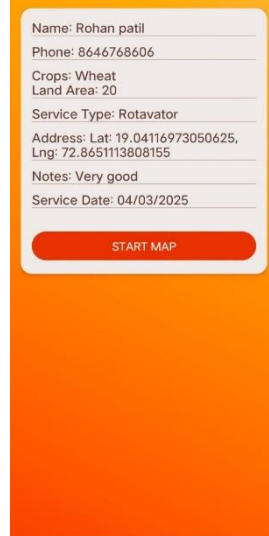 Name: Rohan patil
Phone: 8646768606
Crops: Wheat
Land Area: 20
Service Type: Rotavator
Address: Lat: 19.04116973050625,
Lng: 72.8651113808155
Notes: Very good
Service Date: 04/03/2025
START MAP